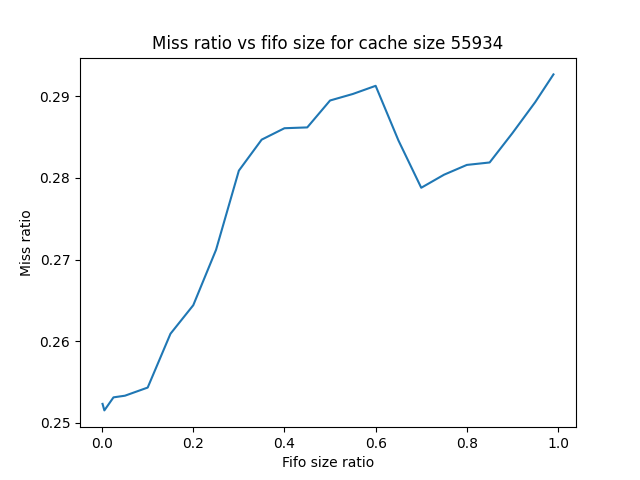 Miss ratio vs fifo size for cache size 55934
0.29
0.28
0.27
0.26
0.25
Miss ratio
0.0 0.2 0.4 0.6 0.8 1.0
Fifo size ratio